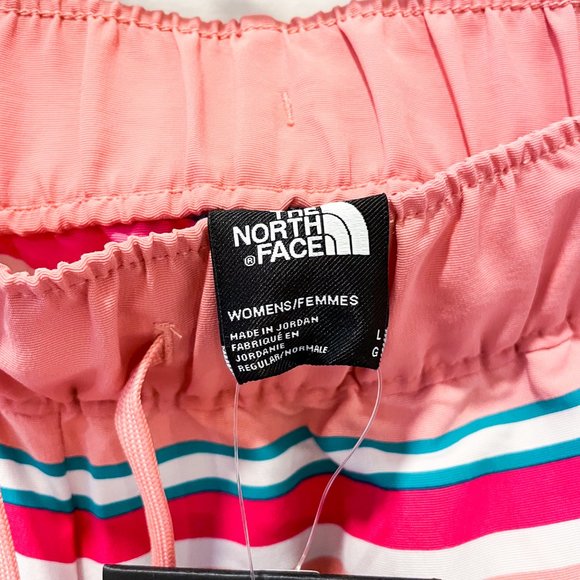 THE
NORTH
FACE
®
WOMENS/FEMMES
MADE IN JORDAN
FABRIQUÉ EN
JORDANIE
REGULAR/NORMALE
L
G